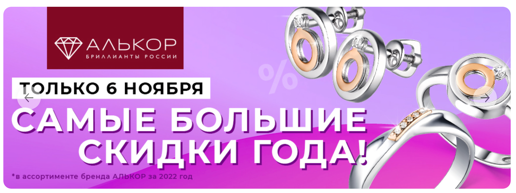 АЛЬКОР
БРИЛЛИАНТЫ РОССИИ
ТОЛЬКО 6 НОЯБРЯ
%
САМЫЕ БОЛЬШИЕ
СКИДКИ ГОДА!
*в ассортименте бренда АЛЬКОР за 2022 год